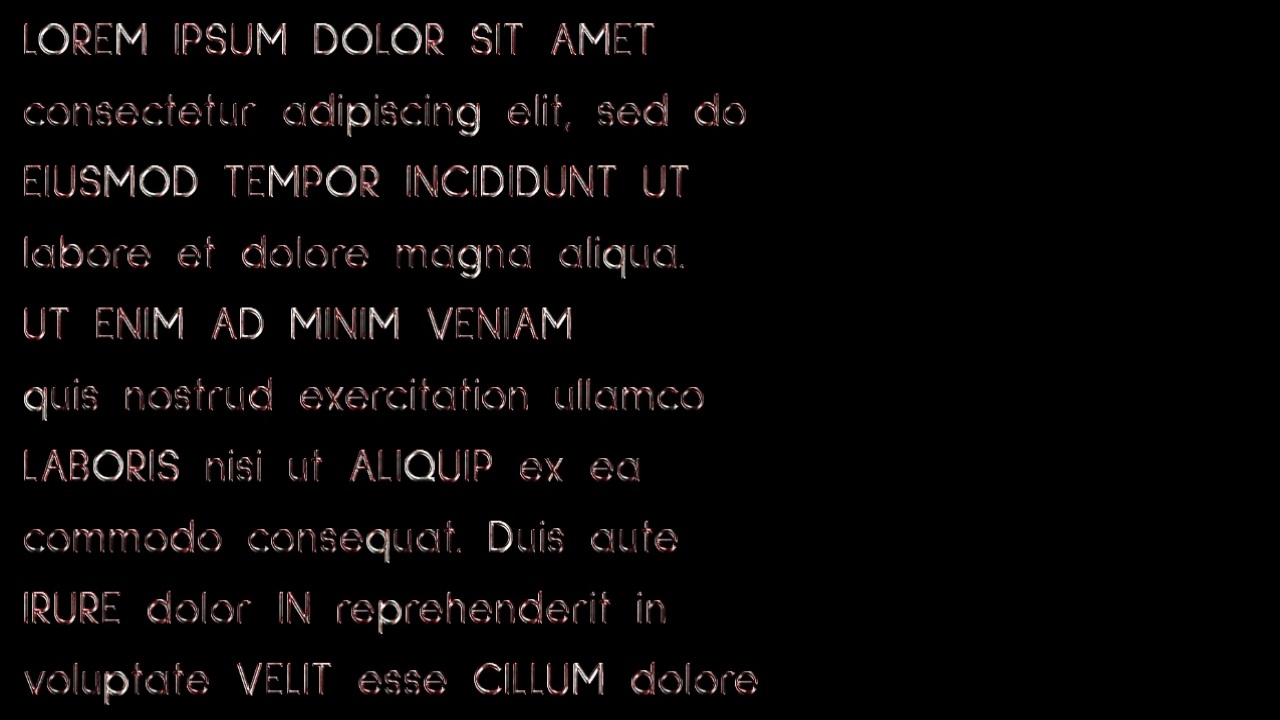 LOREM IPSUM DOLOR SIT AMET
consectetur adipiscing elit, sed do
EIUSMOD TEMPOR INCIDIDUNT UT
labore et dolore magna aliqua.
UT ENIM AD MINIM VENIAM
quis nostrud exercitation ullamco
LABORIS nisi ut ALIQUIP ex ea
commodo consequat. Duis aute
IRURE dolor IN reprehenderit in
voluptate VELIT esse CILLUM dolore